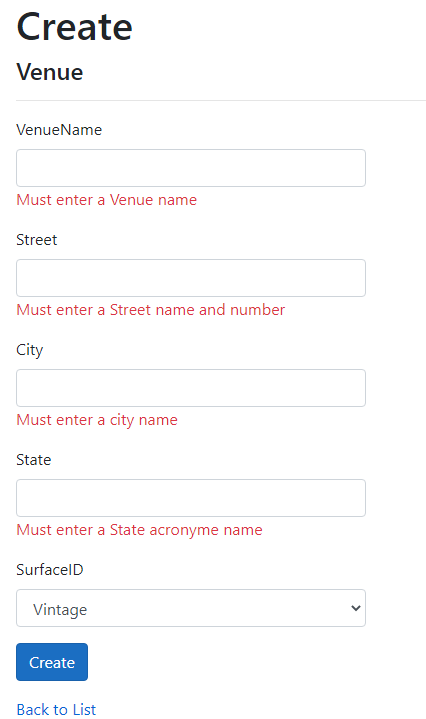 Create
Venue
VenueName
Must enter a Venue name
Street
Must enter a Street name and number
City
Must enter a city name
State
Must enter a State acronyme name
SurfaceID
Vintage
Create
Back to List